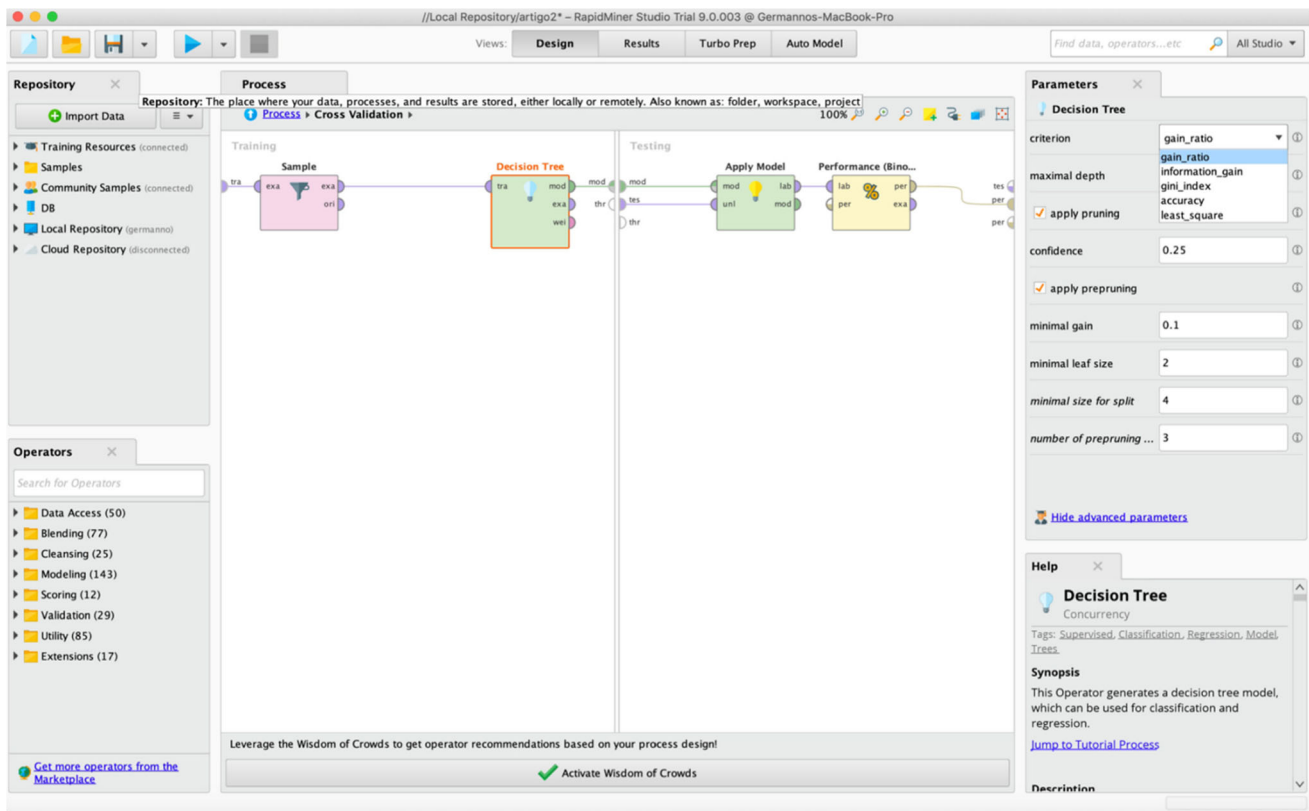 //Local Repository/artigo2* – RapidMiner Studio Trial 9.0.003 @ Germannos-MacBook-Pro
Views: Design Results Turbo Prep Auto Model
Find data, operators...etc All Studio
Repository
Import Data
Training Resources (connected)
Samples
Community Samples (connected)
DB
Local Repository (germanno)
Cloud Repository (disconnected)
Operators
Search for Operators
Data Access (50)
Blending (77)
Cleansing (25)
Modeling (143)
Scoring (12)
Validation (29)
Utility (85)
Extensions (17)
Get more operators from the
Marketplace
Process
Repository: The place where your data, processes, and results are stored, either locally or remotely. Also known as: folder, workspace, project
Process Cross Validation 100%
Training
Sample
tra exa exa
ori
Decision Tree
tra mod mod
exa thr
wei
Testing
mod
tes
thr
Apply Model
mod lab
unl mod
Performance (Bino...
lab % per
per exa
tes
per
per
Leverage the Wisdom of Crowds to get operator recommendations based on your process design!
Activate Wisdom of Crowds
Parameters
Decision Tree
criterion gain_ratio
gain_ratio
information_gain
gini_index
accuracy
least_square
maximal depth
apply pruning
confidence 0.25
apply prepruning
minimal gain 0.1
minimal leaf size 2
minimal size for split 4
number of prepruning ... 3
Hide advanced parameters
Help
Decision Tree
Concurrency
Tags: Supervised, Classification, Regression, Model,
Trees
Synopsis
This Operator generates a decision tree model,
which can be used for classification and
regression.
Jump to Tutorial Process
Description